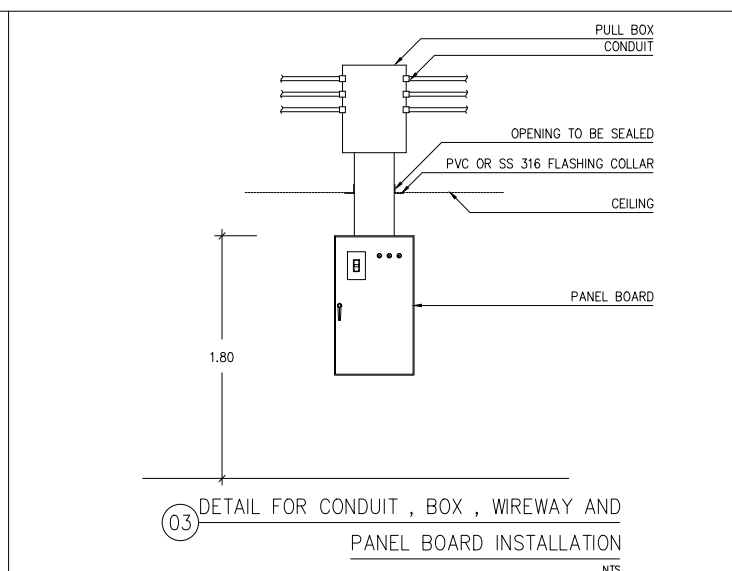 PULL BOX
CONDUIT
OPENING TO BE SEALED
PVC OR SS 316 FLASHING COLLAR
CEILING
PANEL BOARD
1.80
03
DETAIL FOR CONDUIT , BOX , WIREWAY AND
PANEL BOARD INSTALLATION
NTS